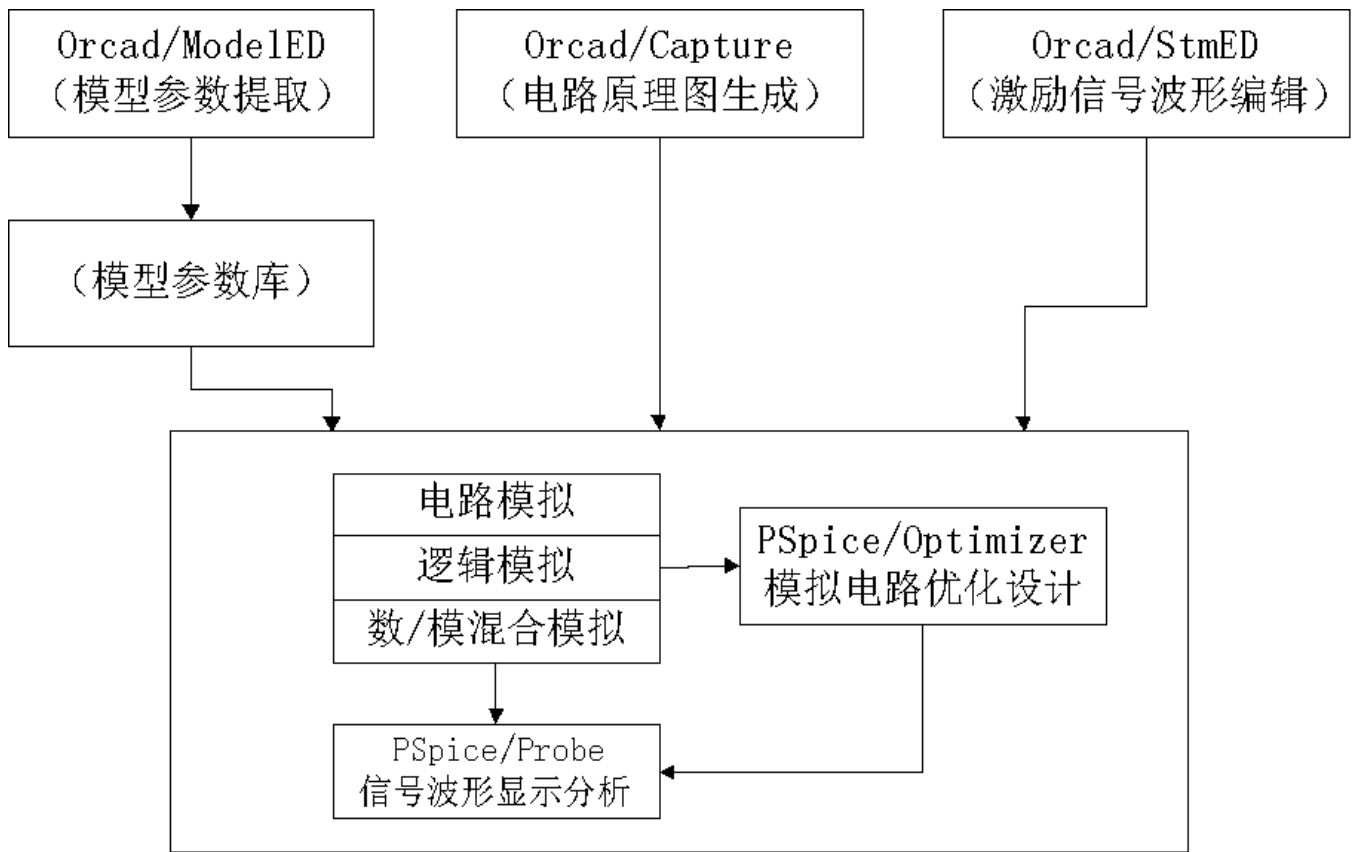 Orcad/ModelED
（模型参数提取）
Orcad/Capture
（电路原理图生成）
Orcad/StmED
（激励信号波形编辑）
（模型参数库）
电路模拟
逻辑模拟
数/模混合模拟
PSpice/Optimizer
模拟电路优化设计
PSpice/Probe
信号波形显示分析